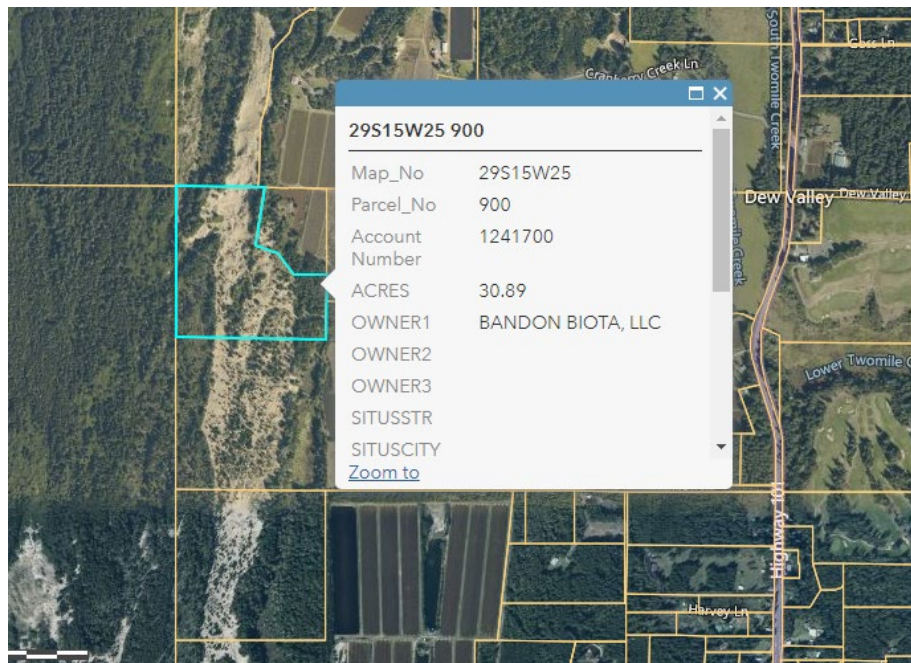 Goss Ln
South Twomile Creek
Cranberry Creek Ln
29S15W25 900
Map_No 29S15W25
Parcel_No 900
Account
Number 1241700
ACRES 30.89
OWNER1 BANDON BIOTA, LLC
OWNER2
OWNER3
SITUSSTR
SITUSCITY
Zoom to
Dew Valley Dew Valley
Lower Twomile C
Highway 101
Harvey Ln